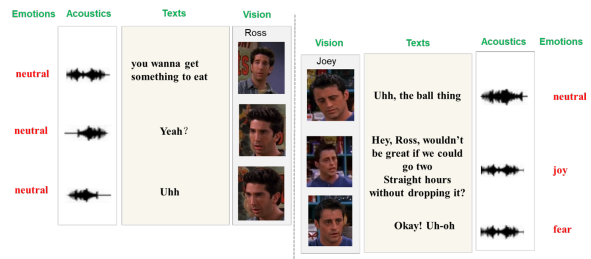 Emotions Acoustics Texts Vision
Ross
neutral
you wanna get
something to eat
neutral
Yeah?
neutral
Uhh
Vision Texts Acoustics Emotions
Joey
Uhh, the ball thing
neutral
Hey, Ross, wouldn't
be great if we could
go two
Straight hours
without dropping it?
joy
Okay! Uh-oh
fear